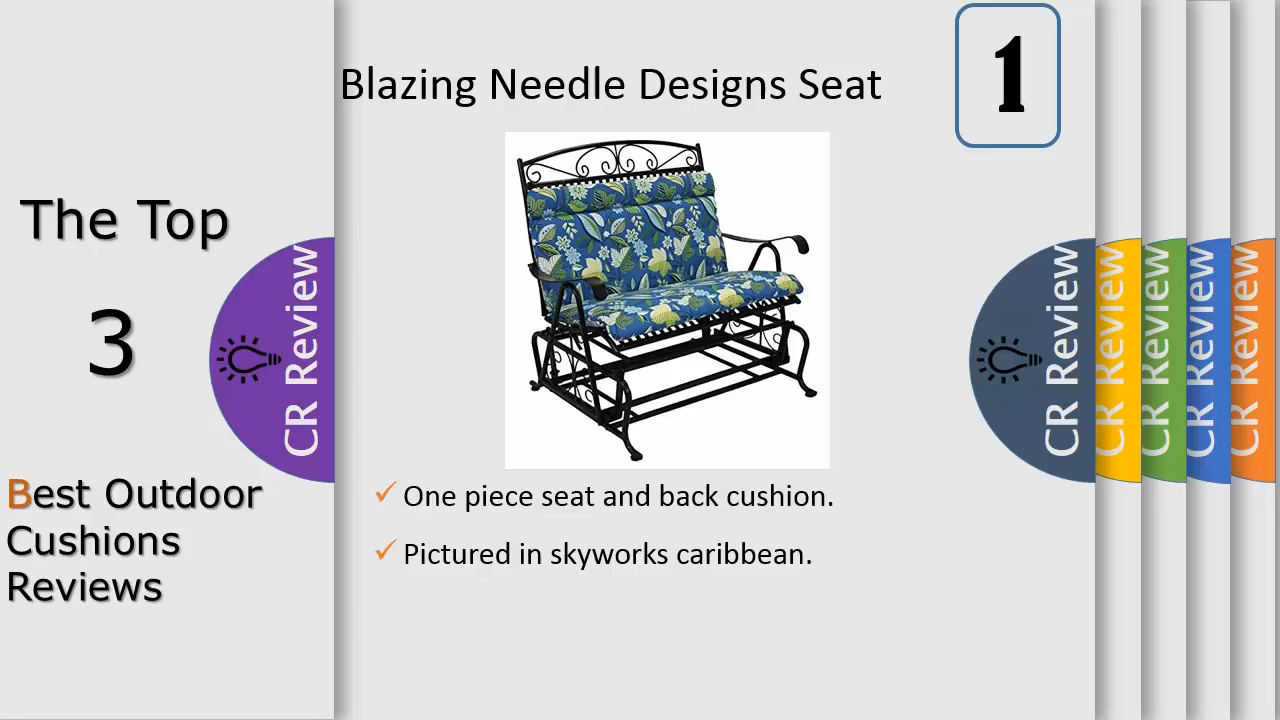 Blazing Needle Designs Seat
1
The Top
3
CR Review
Best Outdoor
Cushions
Reviews
One piece seat and back cushion.
Pictured in skyworks caribbean.
CR Review
CR Review
CR Review
CR Review
CR Review